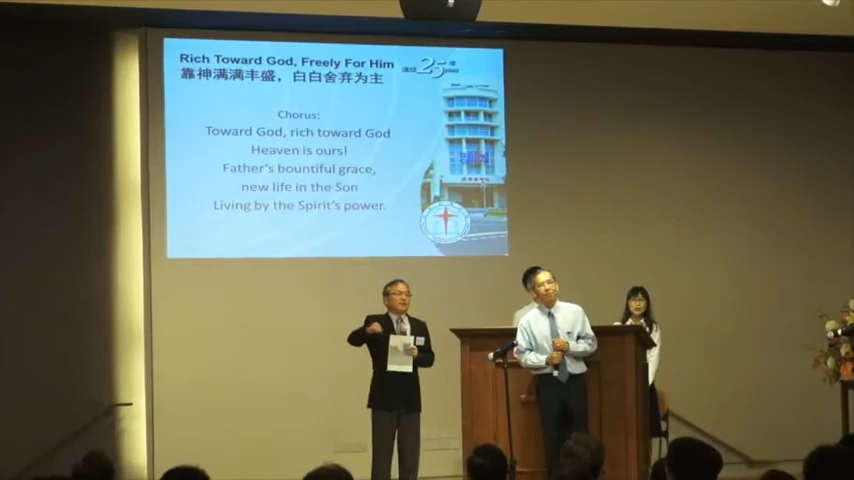 Rich Toward God, Freely For Him
靠神满满丰盛，白白舍弃为主
25
Chorus:
Toward God, rich toward God
Heaven is ours!
Father's bountiful grace,
new life in the Son
Living by the Spirit's power.